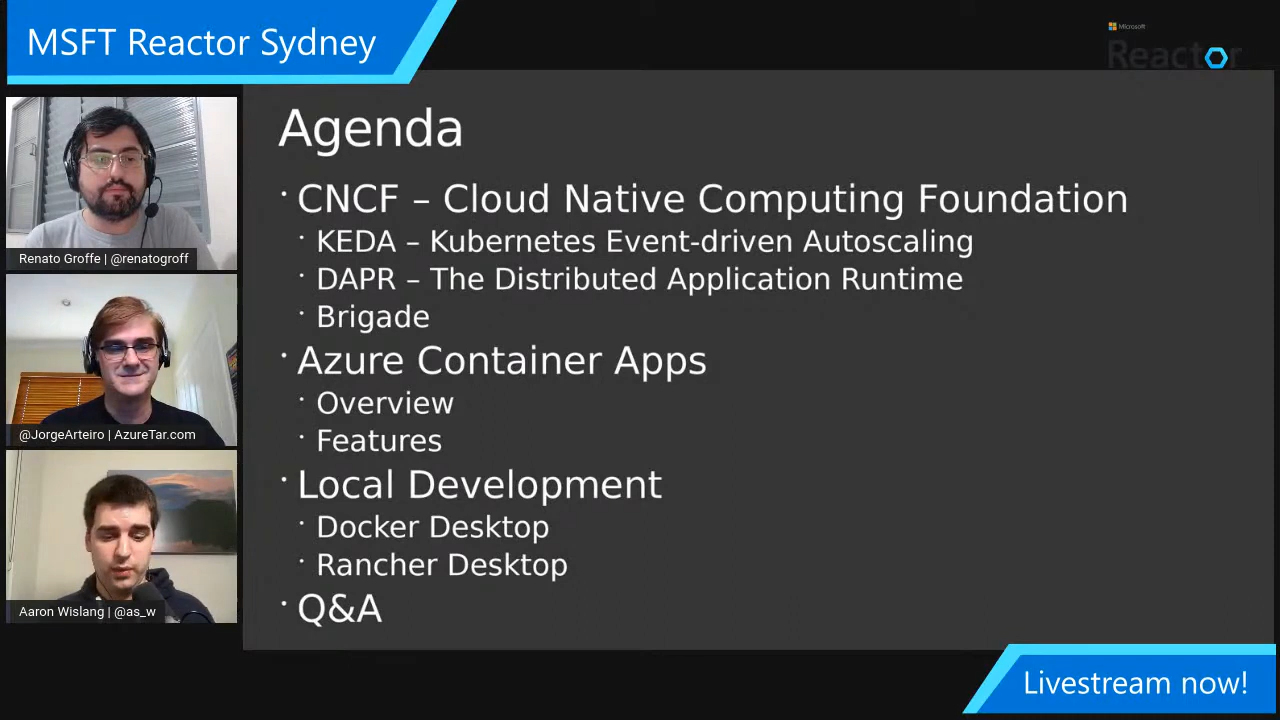 MSFT Reactor Sydney
Microsoft
Reactor
Renato Groffe | @renatogroff
@JorgeArteiro | AzureTar.com
Aaron Wislang | @as_w
Agenda
· CNCF – Cloud Native Computing Foundation
· KEDA – Kubernetes Event-driven Autoscaling
· DAPR – The Distributed Application Runtime
· Brigade
· Azure Container Apps
· Overview
· Features
· Local Development
· Docker Desktop
· Rancher Desktop
· Q&A
Livestream now!